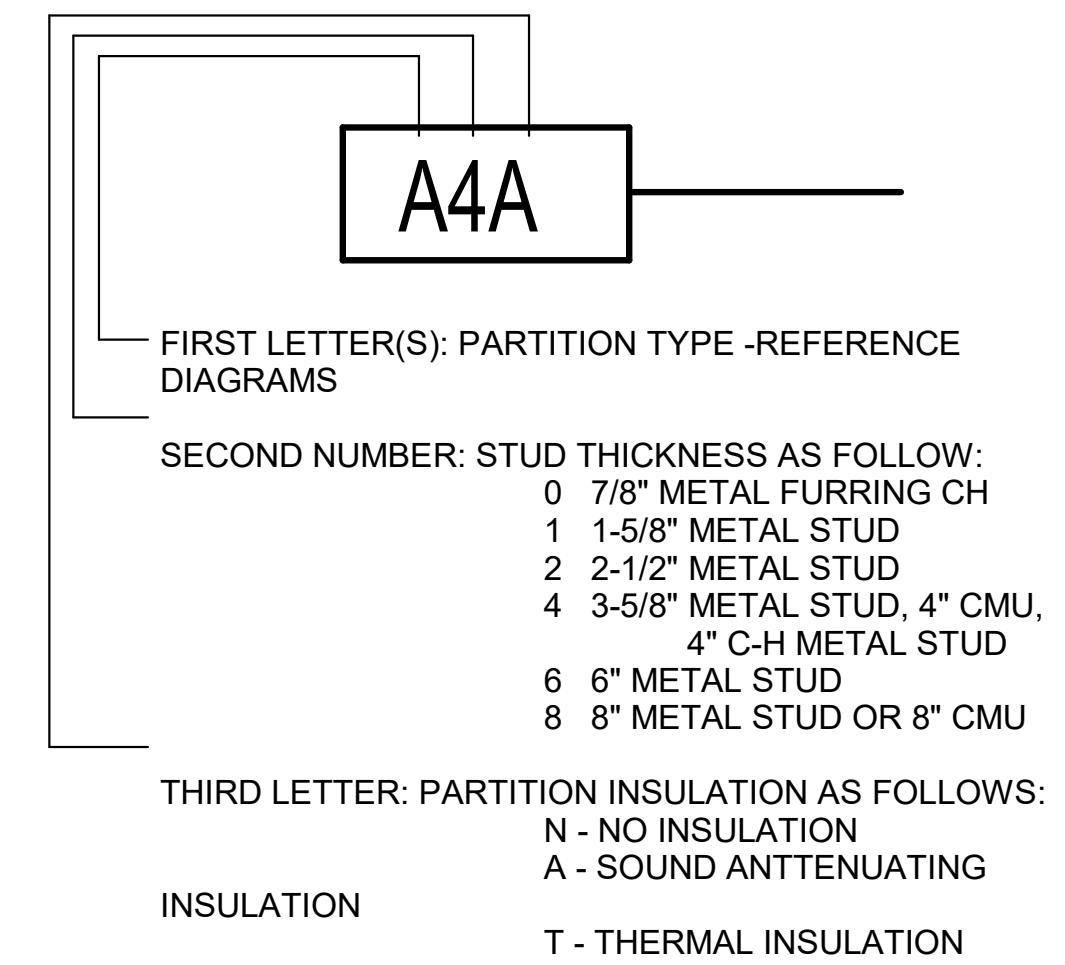 A4A
FIRST LETTER(S): PARTITION TYPE -REFERENCE
DIAGRAMS
SECOND NUMBER: STUD THICKNESS AS FOLLOW:
0 7/8" METAL FURRING CH
1 1-5/8" METAL STUD
2 2-1/2" METAL STUD
4 3-5/8" METAL STUD, 4" CMU,
4" C-H METAL STUD
6 6" METAL STUD
8 8" METAL STUD OR 8" CMU
THIRD LETTER: PARTITION INSULATION AS FOLLOWS:
N - NO INSULATION
A - SOUND ANTTENUATING
INSULATION
T - THERMAL INSULATION